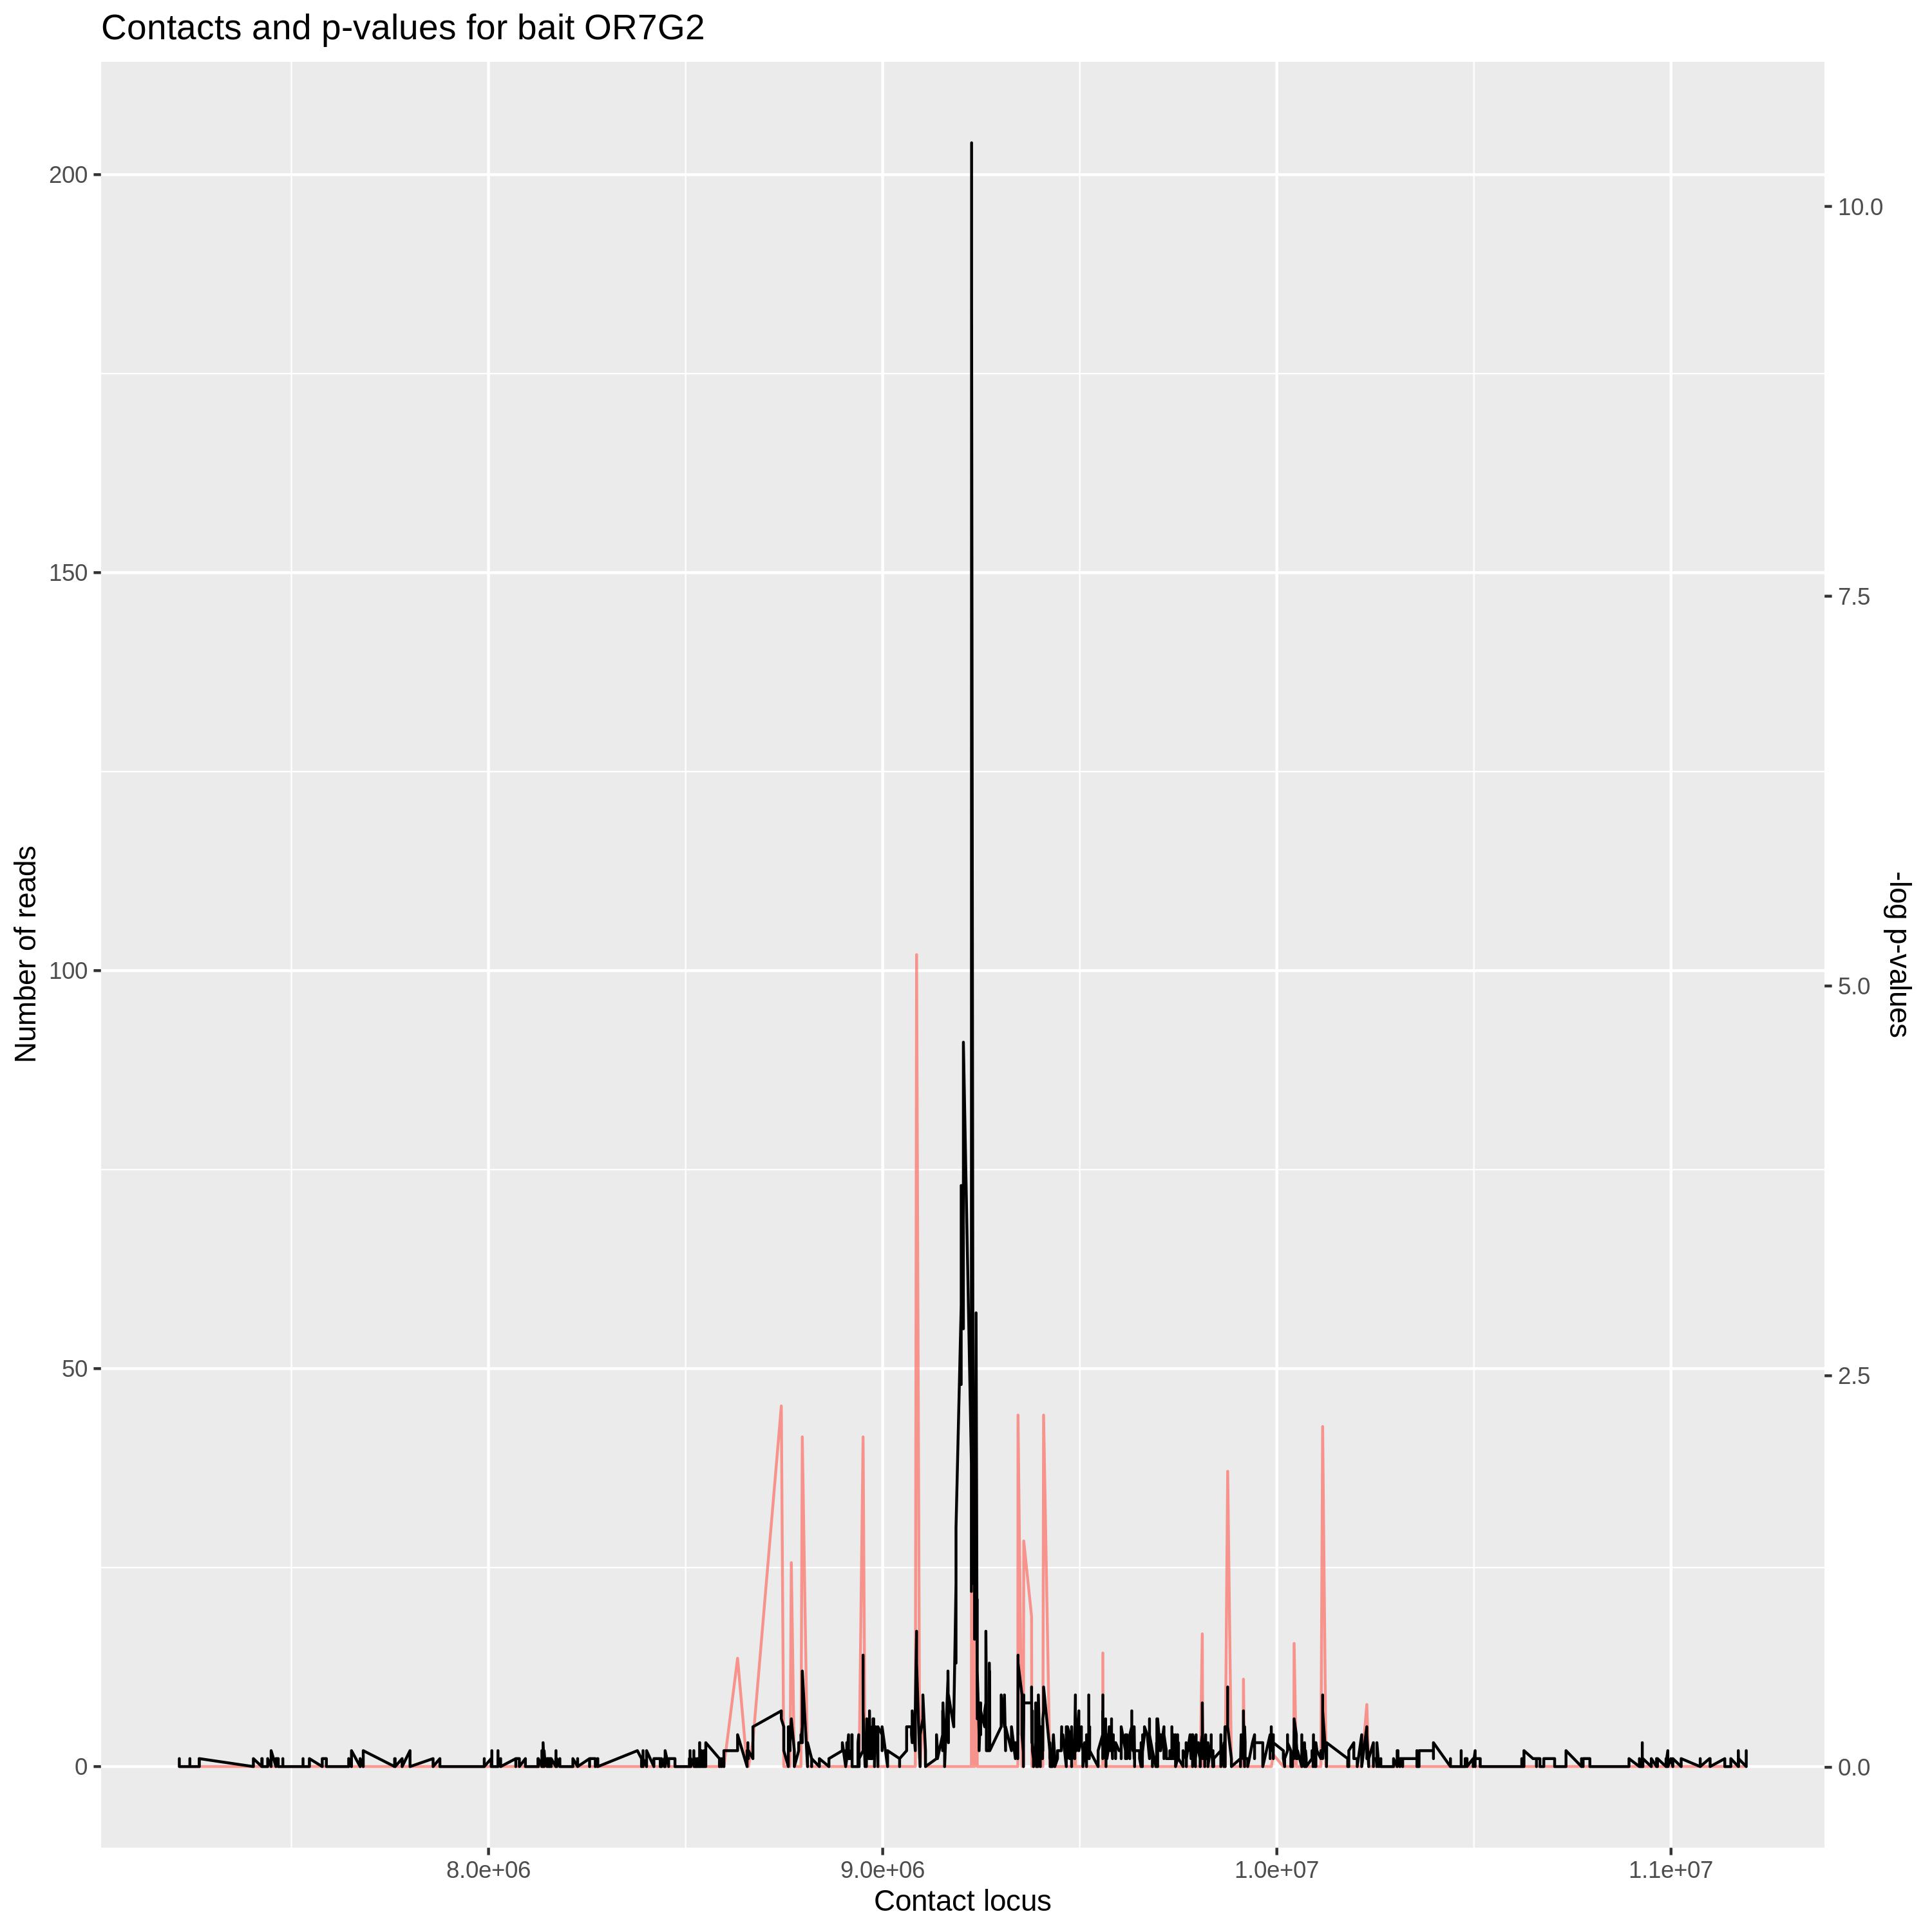 Contacts and p-values for bait OR7G2
200
150
100
50
0
Number of reads
10.0
7.5
5.0
2.5
0.0
-log p-values
8.0e+06
9.0e+06
1.0e+07
1.1e+07
Contact locus